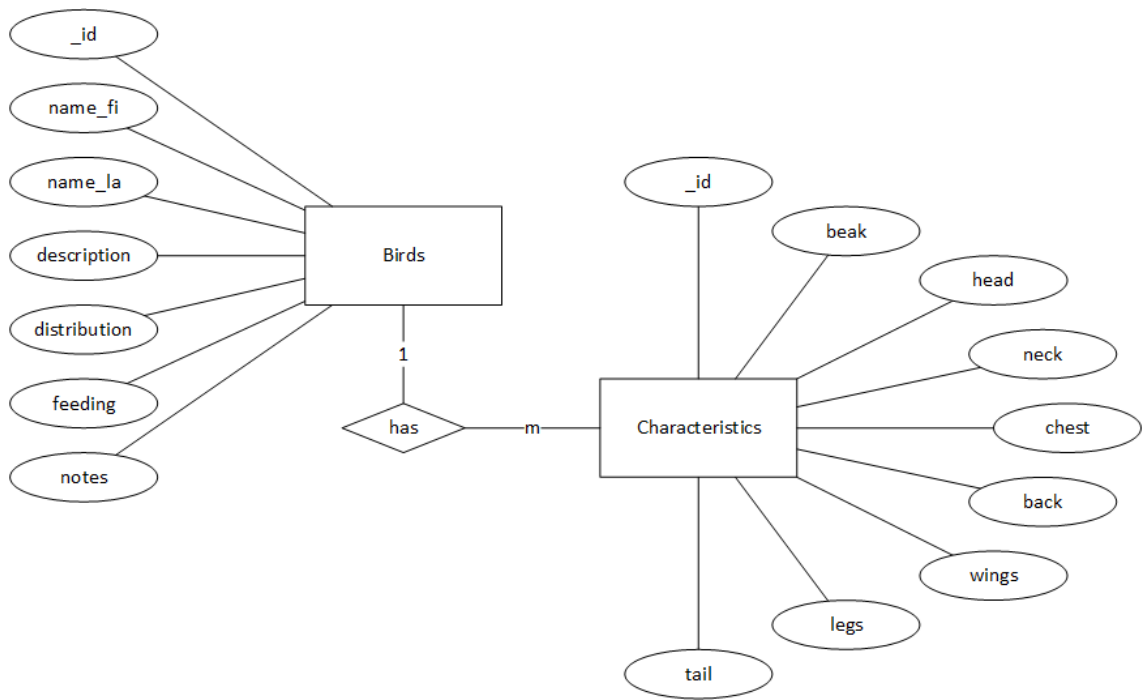 _id
name_fi
name_la
description
distribution
feeding
notes
Birds
1
has
m
Characteristics
_id
beak
head
neck
chest
back
wings
legs
tail